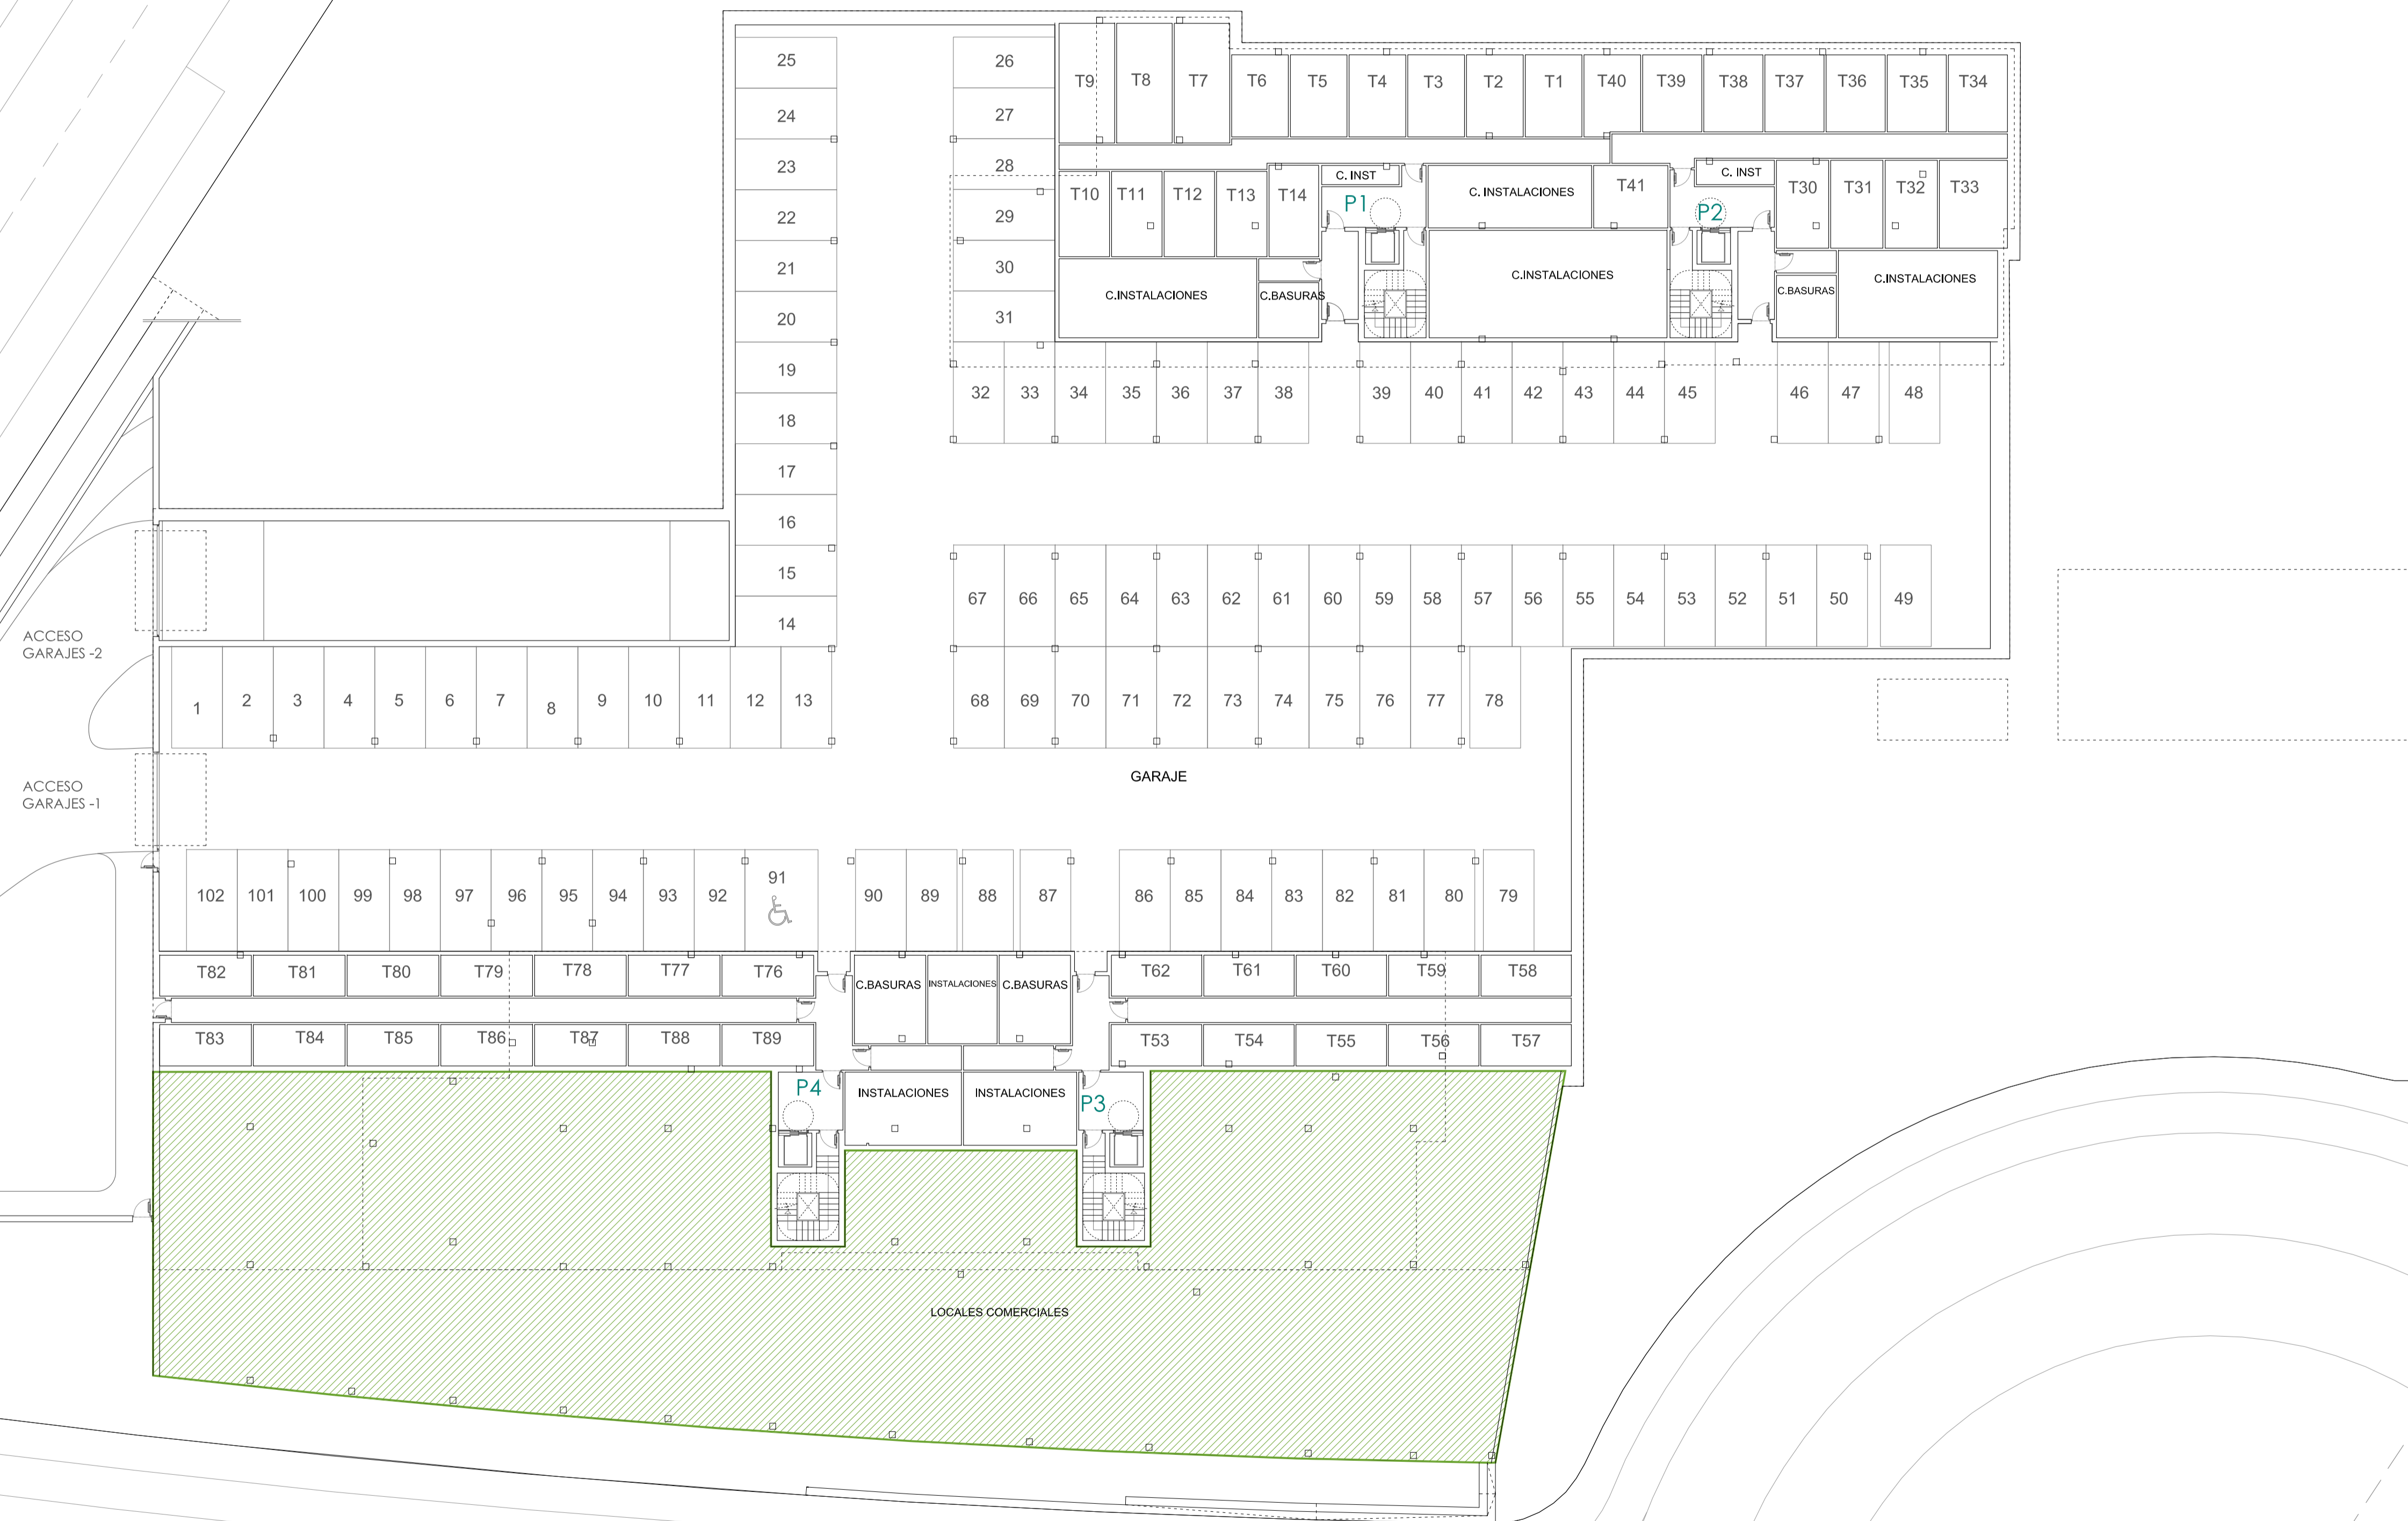 25
26
T9
T8
T7
T6
T5
T4
T3
T2
T1
T40
T39
T38
T37
T36
T35
T34
24
27
23
28
22
29
T10
T11
T12
T13
T14
C. INST
P1
C. INSTALACIONES
T41
C. INST
P2
T30
T31
T32
T33
21
30
20
31
C.INSTALACIONES
C.BASURAS
C.INSTALACIONES
C.BASURAS
C.INSTALACIONES
19
18
32
33
34
35
36
37
38
39
40
41
42
43
44
45
46
47
48
17
16
15
14
67
66
65
64
63
62
61
60
59
58
57
56
55
54
53
52
51
50
49
ACCESO
GARAJES -2
1
2
3
4
5
6
7
8
9
10
11
12
13
68
69
70
71
72
73
74
75
76
77
78
ACCESO
GARAJES -1
GARAJE
102
101
100
99
98
97
96
95
94
93
92
91
90
89
88
87
86
85
84
83
82
81
80
79
T82
T81
T80
T79
T78
T77
T76
C.BASURAS
INSTALACIONES
C.BASURAS
T62
T61
T60
T59
T58
T83
T84
T85
T86
T87
T88
T89
T53
T54
T55
T56
T57
P4
INSTALACIONES
INSTALACIONES
P3
LOCALES COMERCIALES